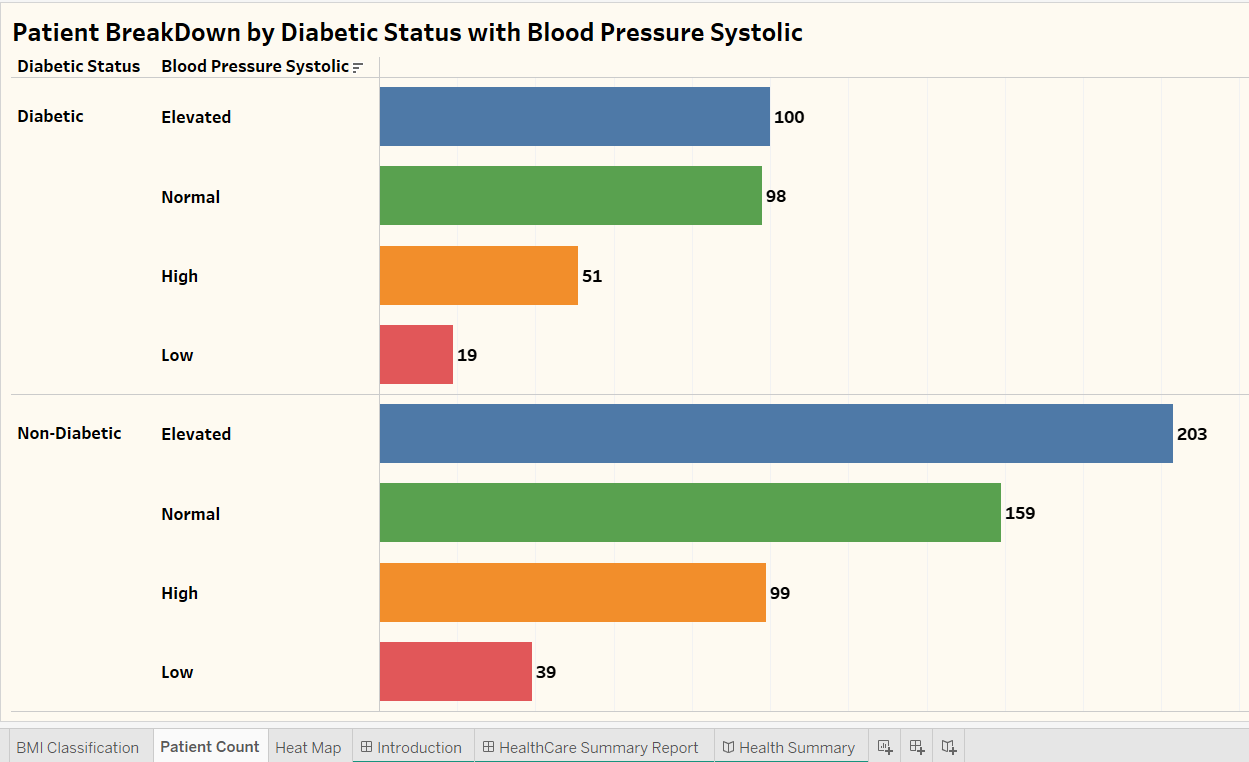 Patient BreakDown by Diabetic Status with Blood Pressure Systolic
Diabetic Status Blood Pressure Systolic
Diabetic Elevated 100
Normal 98
High 51
Low 19
Non-Diabetic Elevated 203
Normal 159
High 99
Low 39
BMI Classification Patient Count Heat Map Introduction HealthCare Summary Report Health Summary